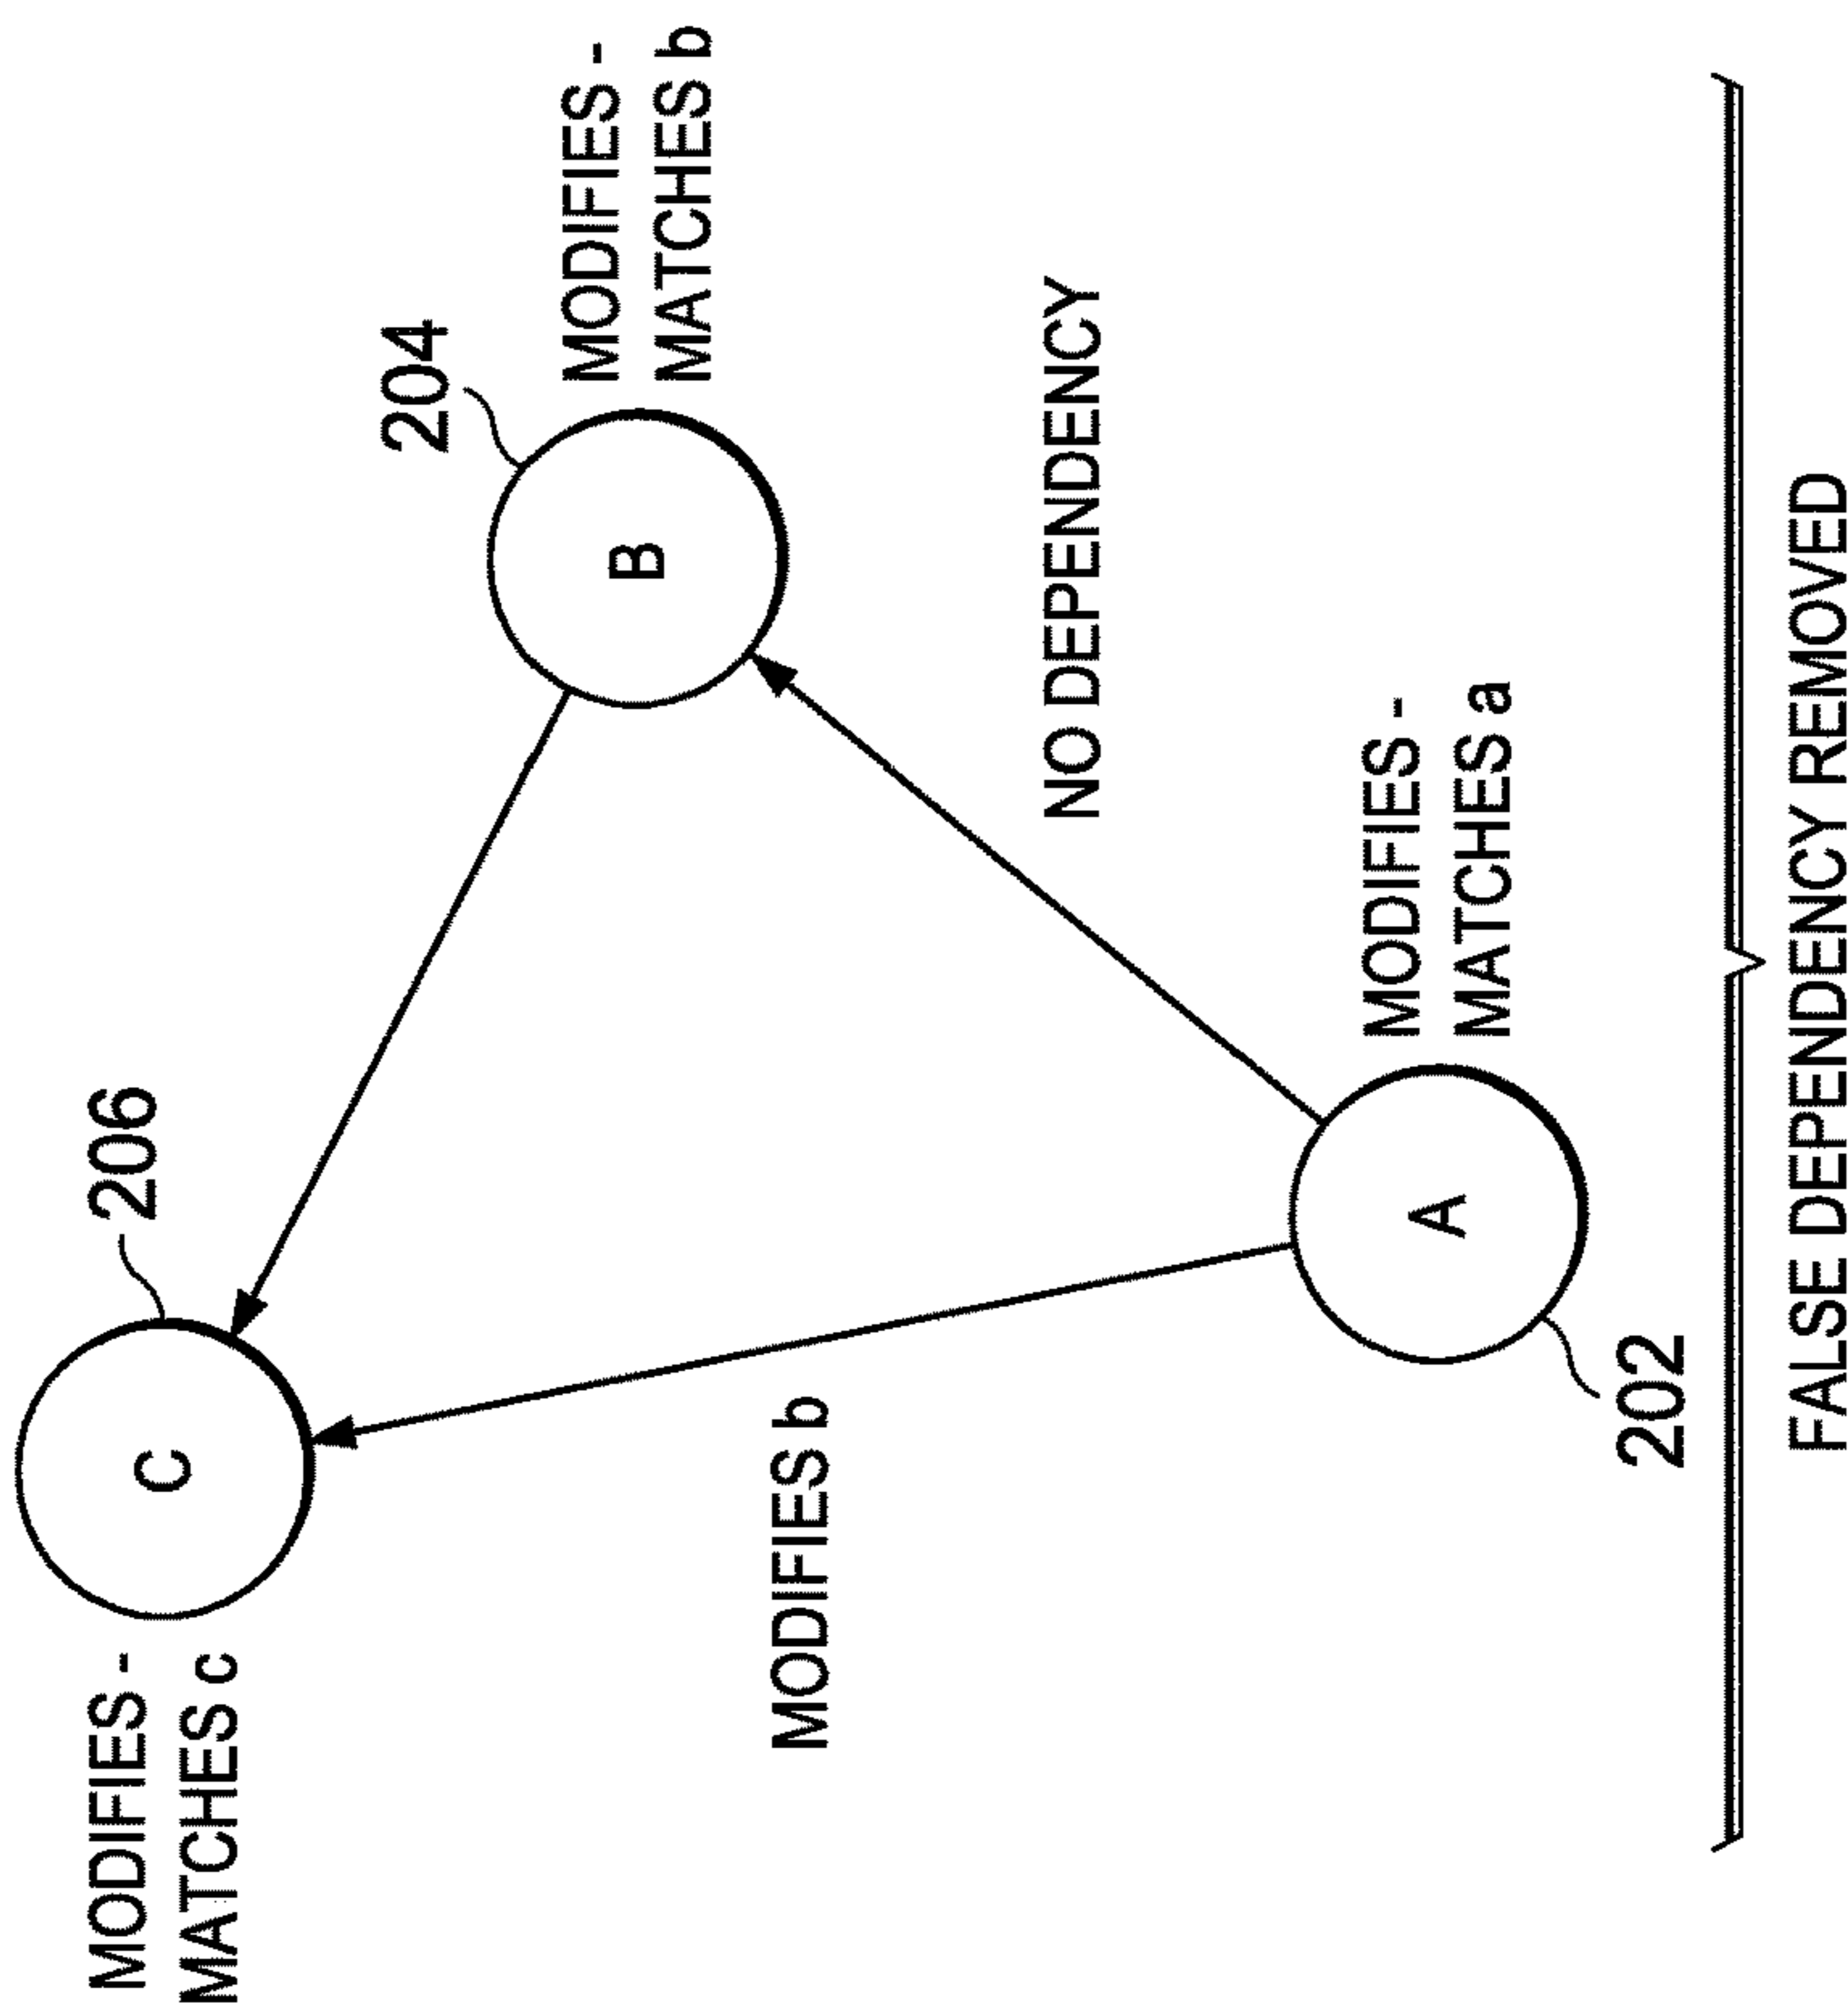 206
C
MODIFIES -
MATCHES c
204
B
MODIFIES -
MATCHES b
MODIFIES b
NO DEPENDENCY
A
MODIFIES -
MATCHES a
202
FALSE DEPENDENCY REMOVED